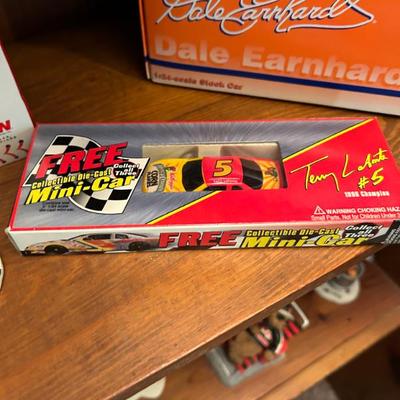 Dale Earnhardt
Dale Earnhardt
1:24-scale Stock Car
FREE
Collect
all
Three
Collectible Die-Cast
Mini-Car
5
Terry Labonte
#5
1996 Champion
WARNING CHOKING HAZ
Small Parts. Not for Children Under 3
FREE Collectible Die-Cast
Mini-Car
Collect
all
Three